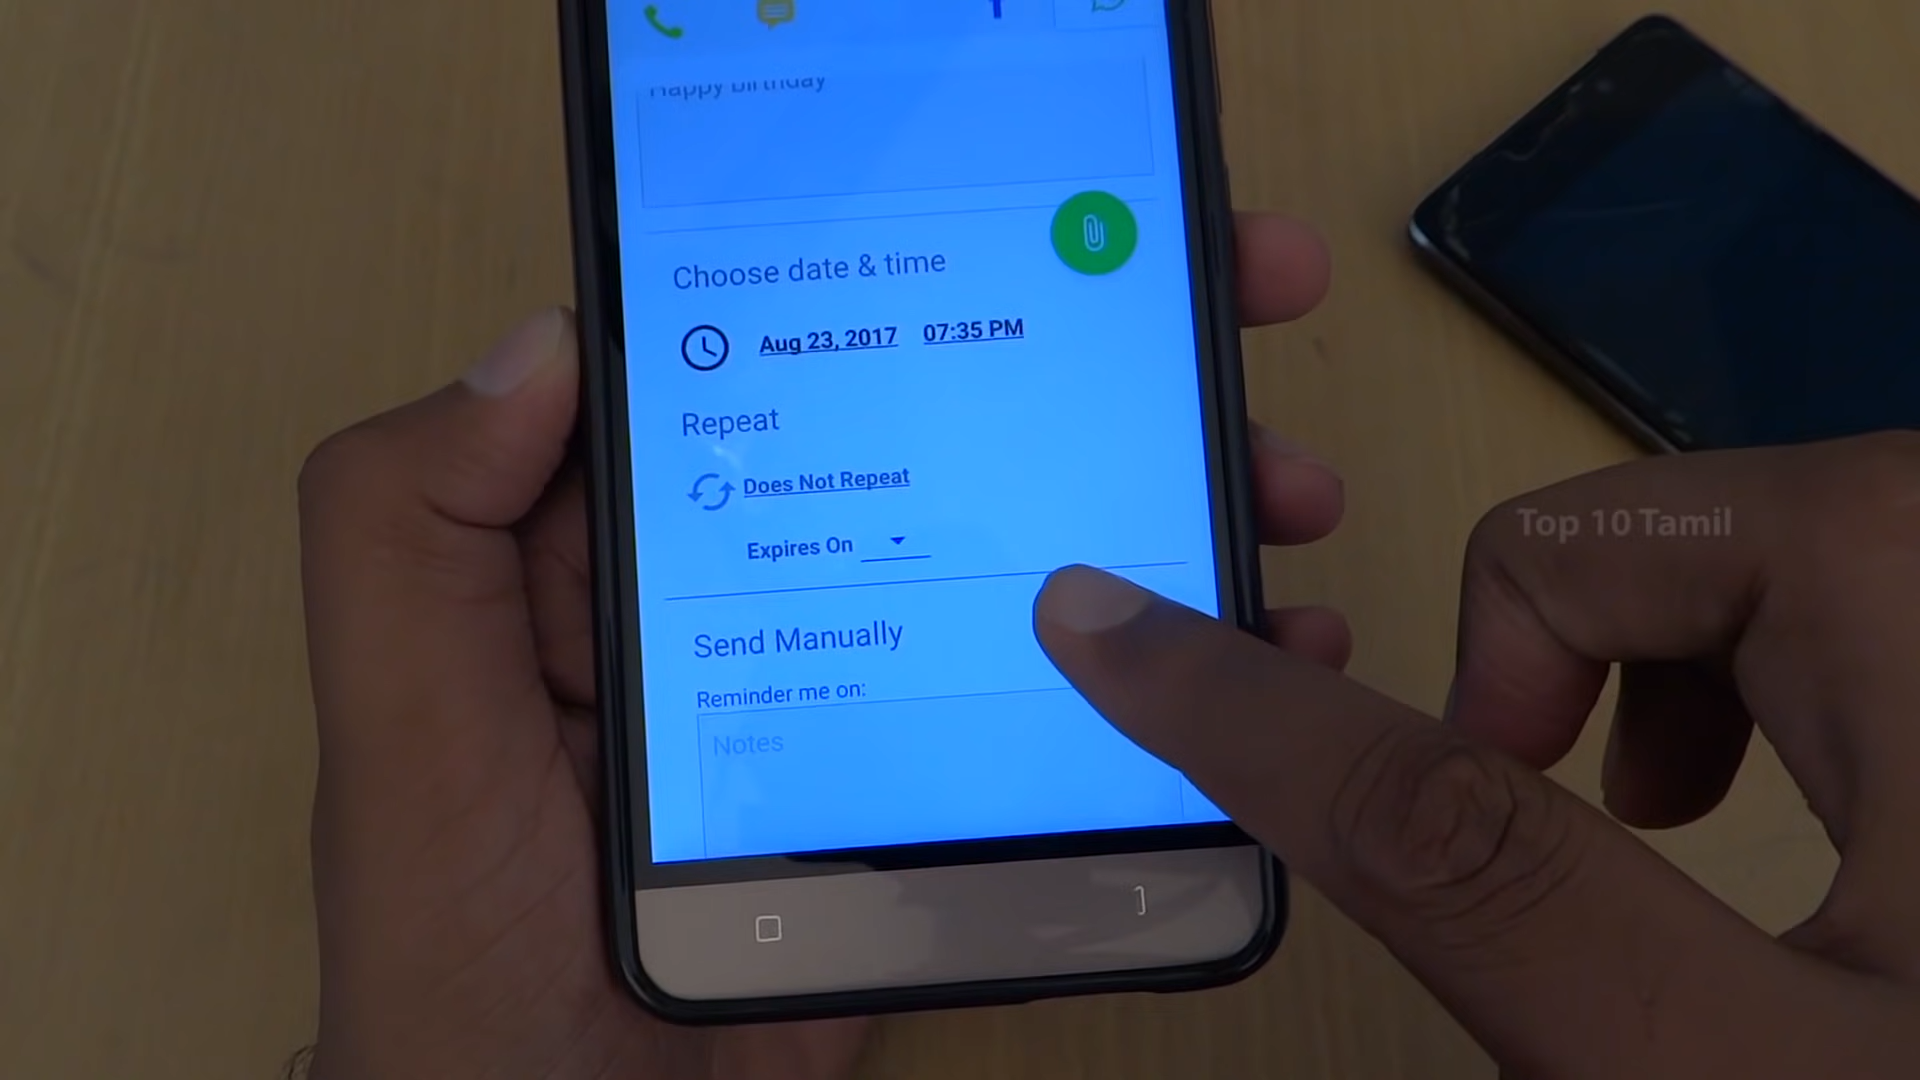 Happy Birthday
Choose date & time
Aug 23, 2017 07:35 PM
Repeat
Does Not Repeat
Expires On
Send Manually
Reminder me on:
Notes
Top 10 Tamil